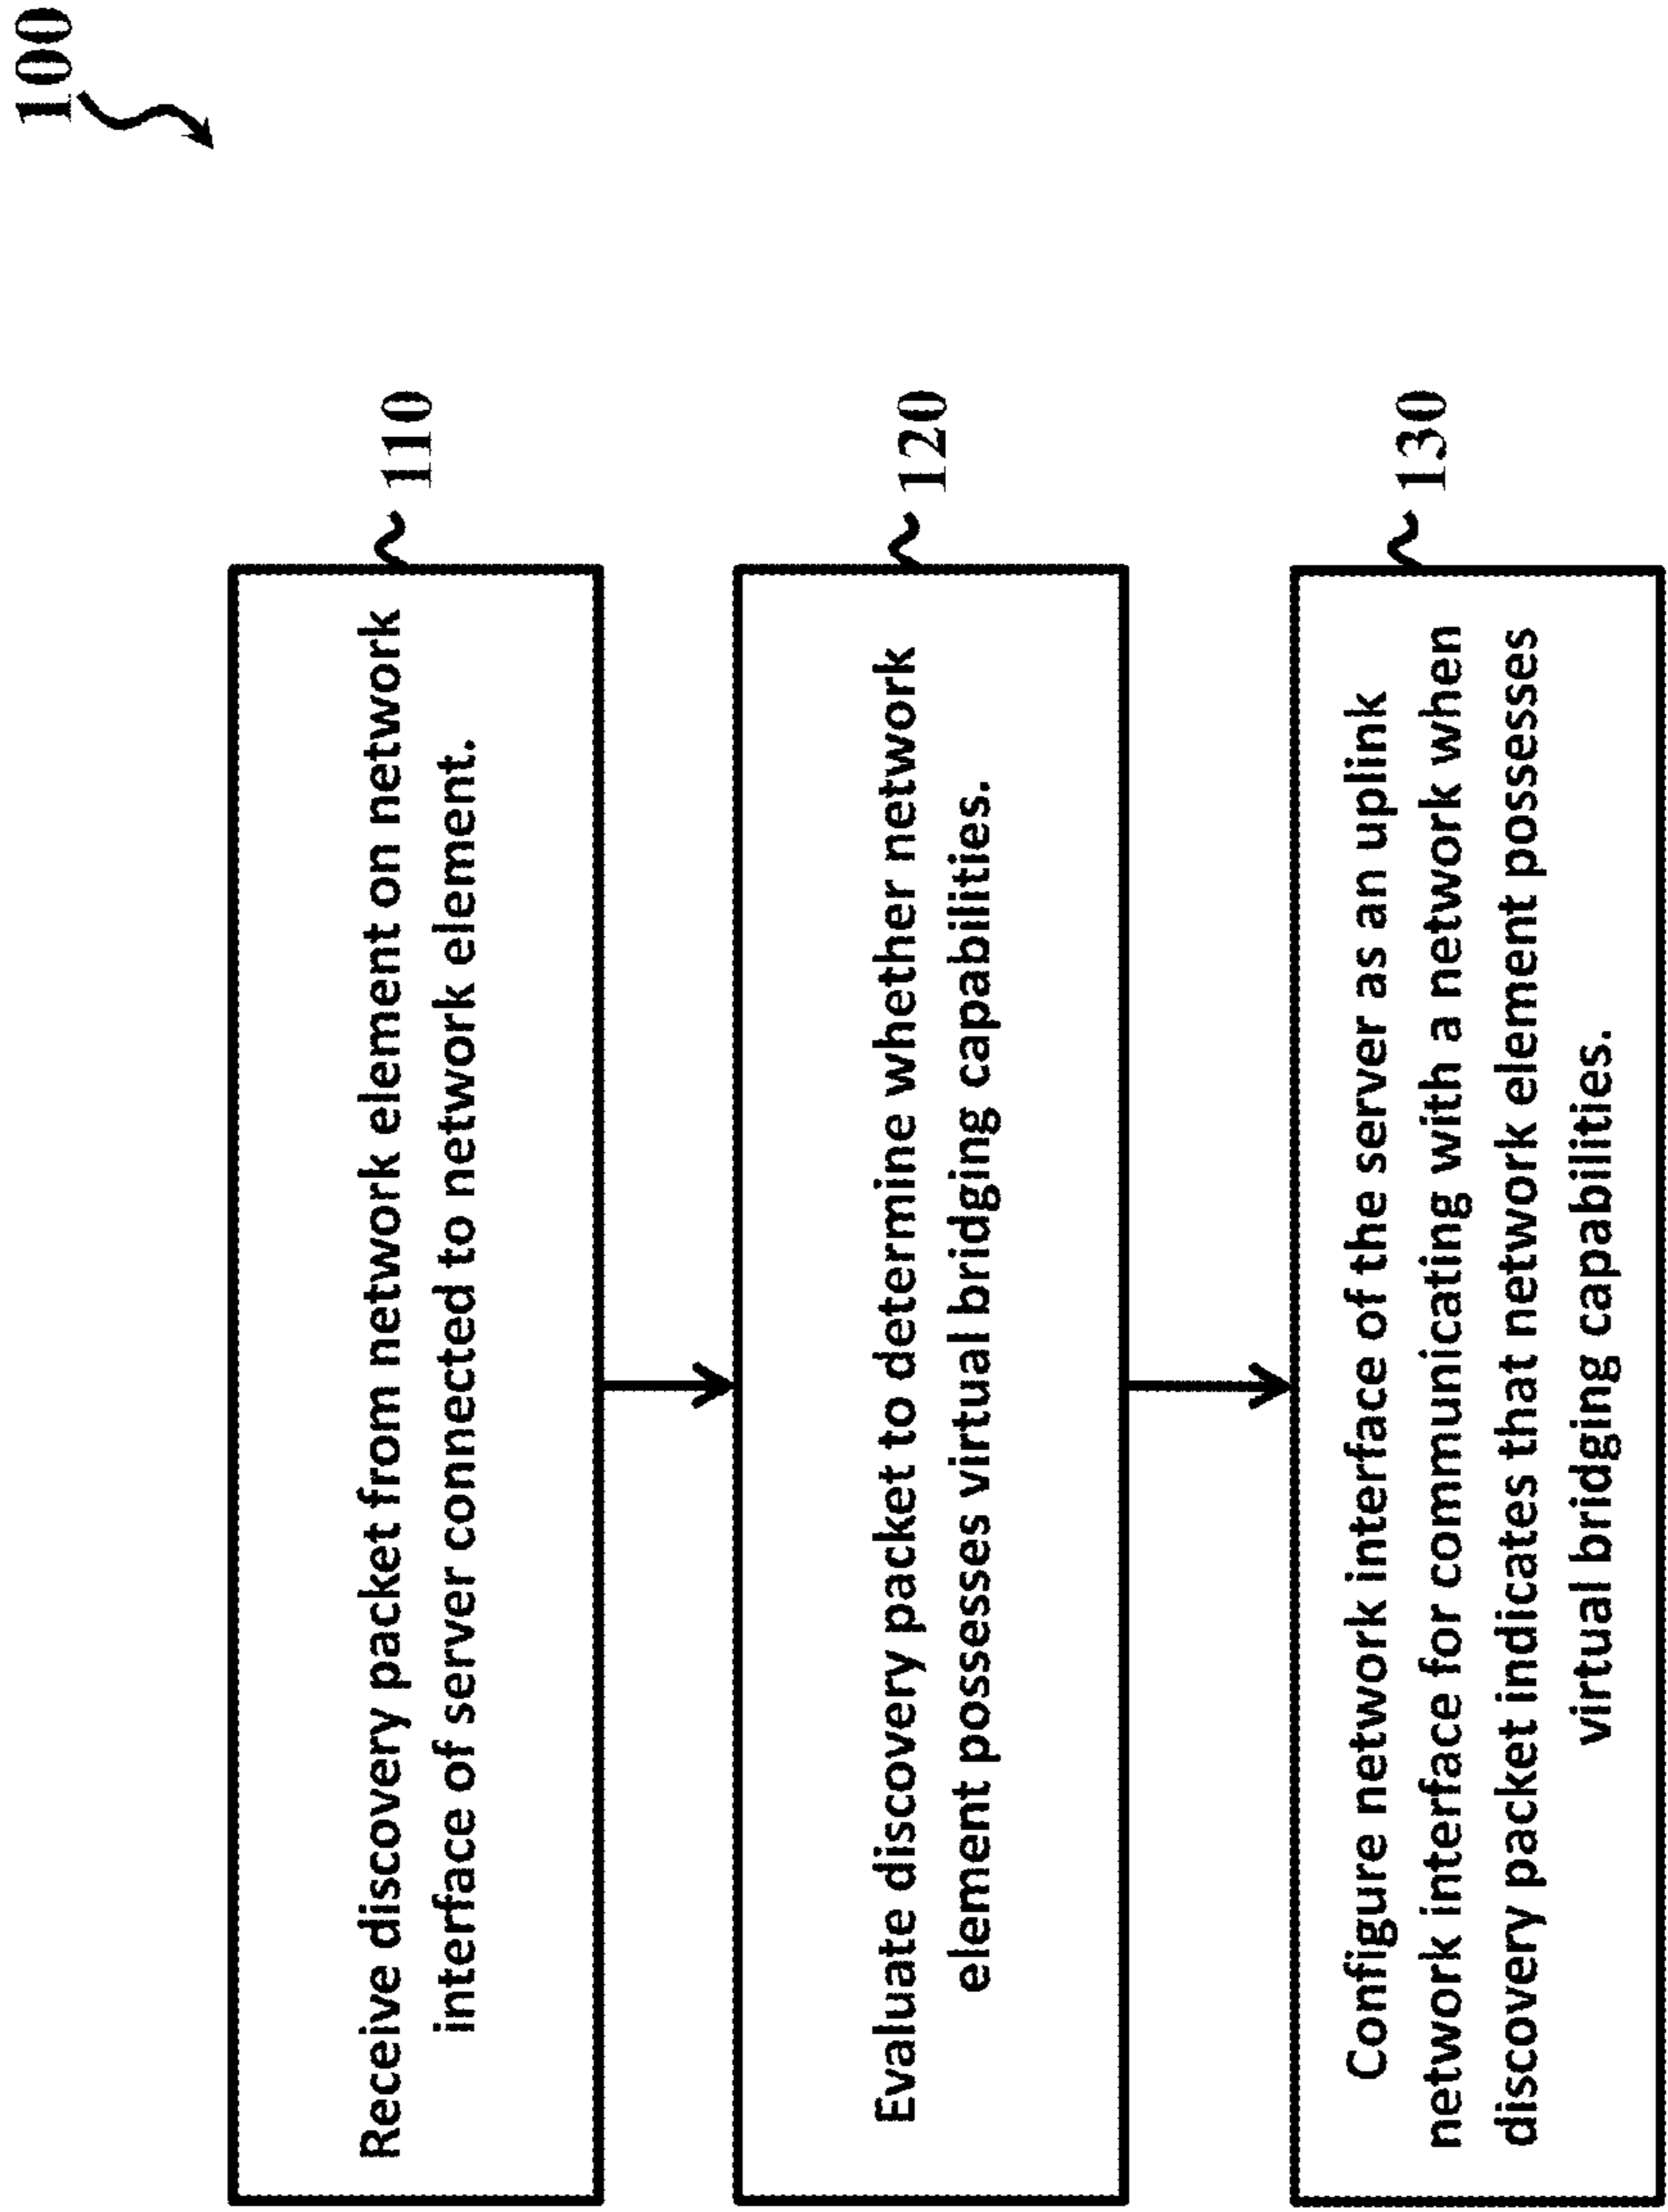 100
Receive discovery packet from network element on network
interface of server connected to network element.
110
Evaluate discovery packet to determine whether network
element possesses virtual bridging capabilities.
120
Configure network interface of the server as an uplink
network interface for communicating with a network when
discovery packet indicates that network element possesses
virtual bridging capabilities.
130